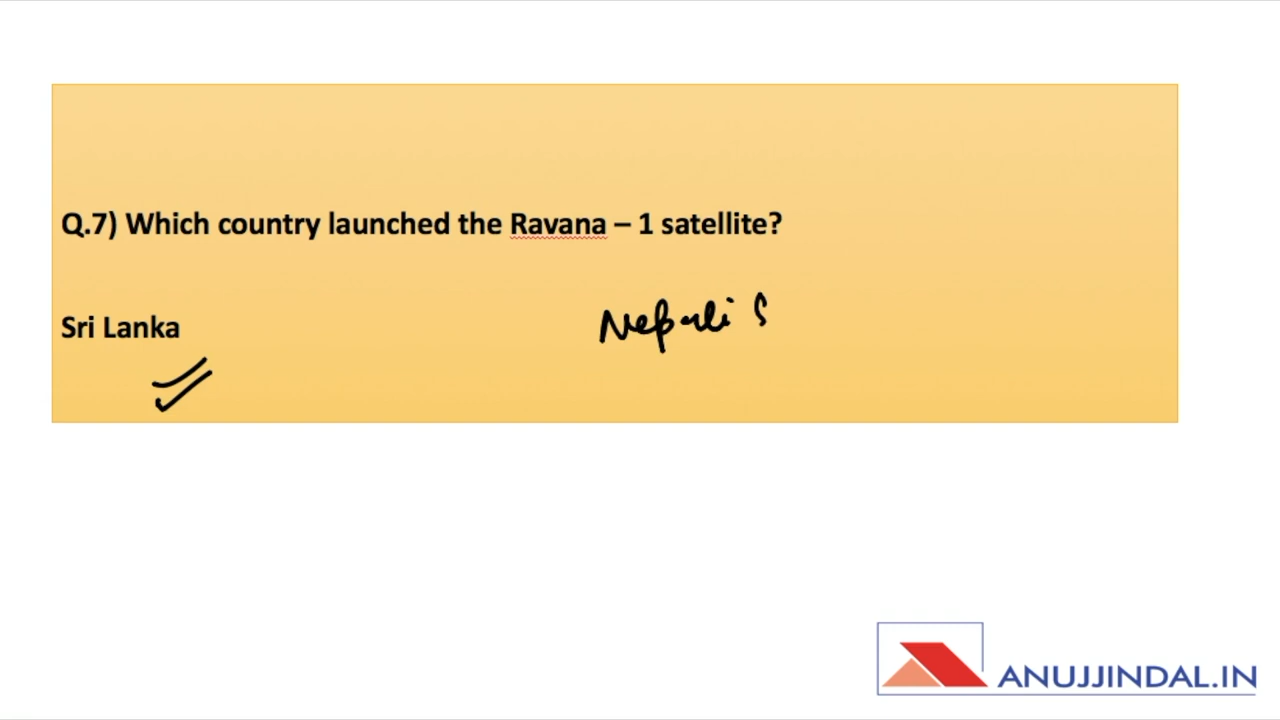 Q.7) Which country launched the Ravana – 1 satellite?
Sri Lanka
Nepali S
ANUJJINDAL.IN